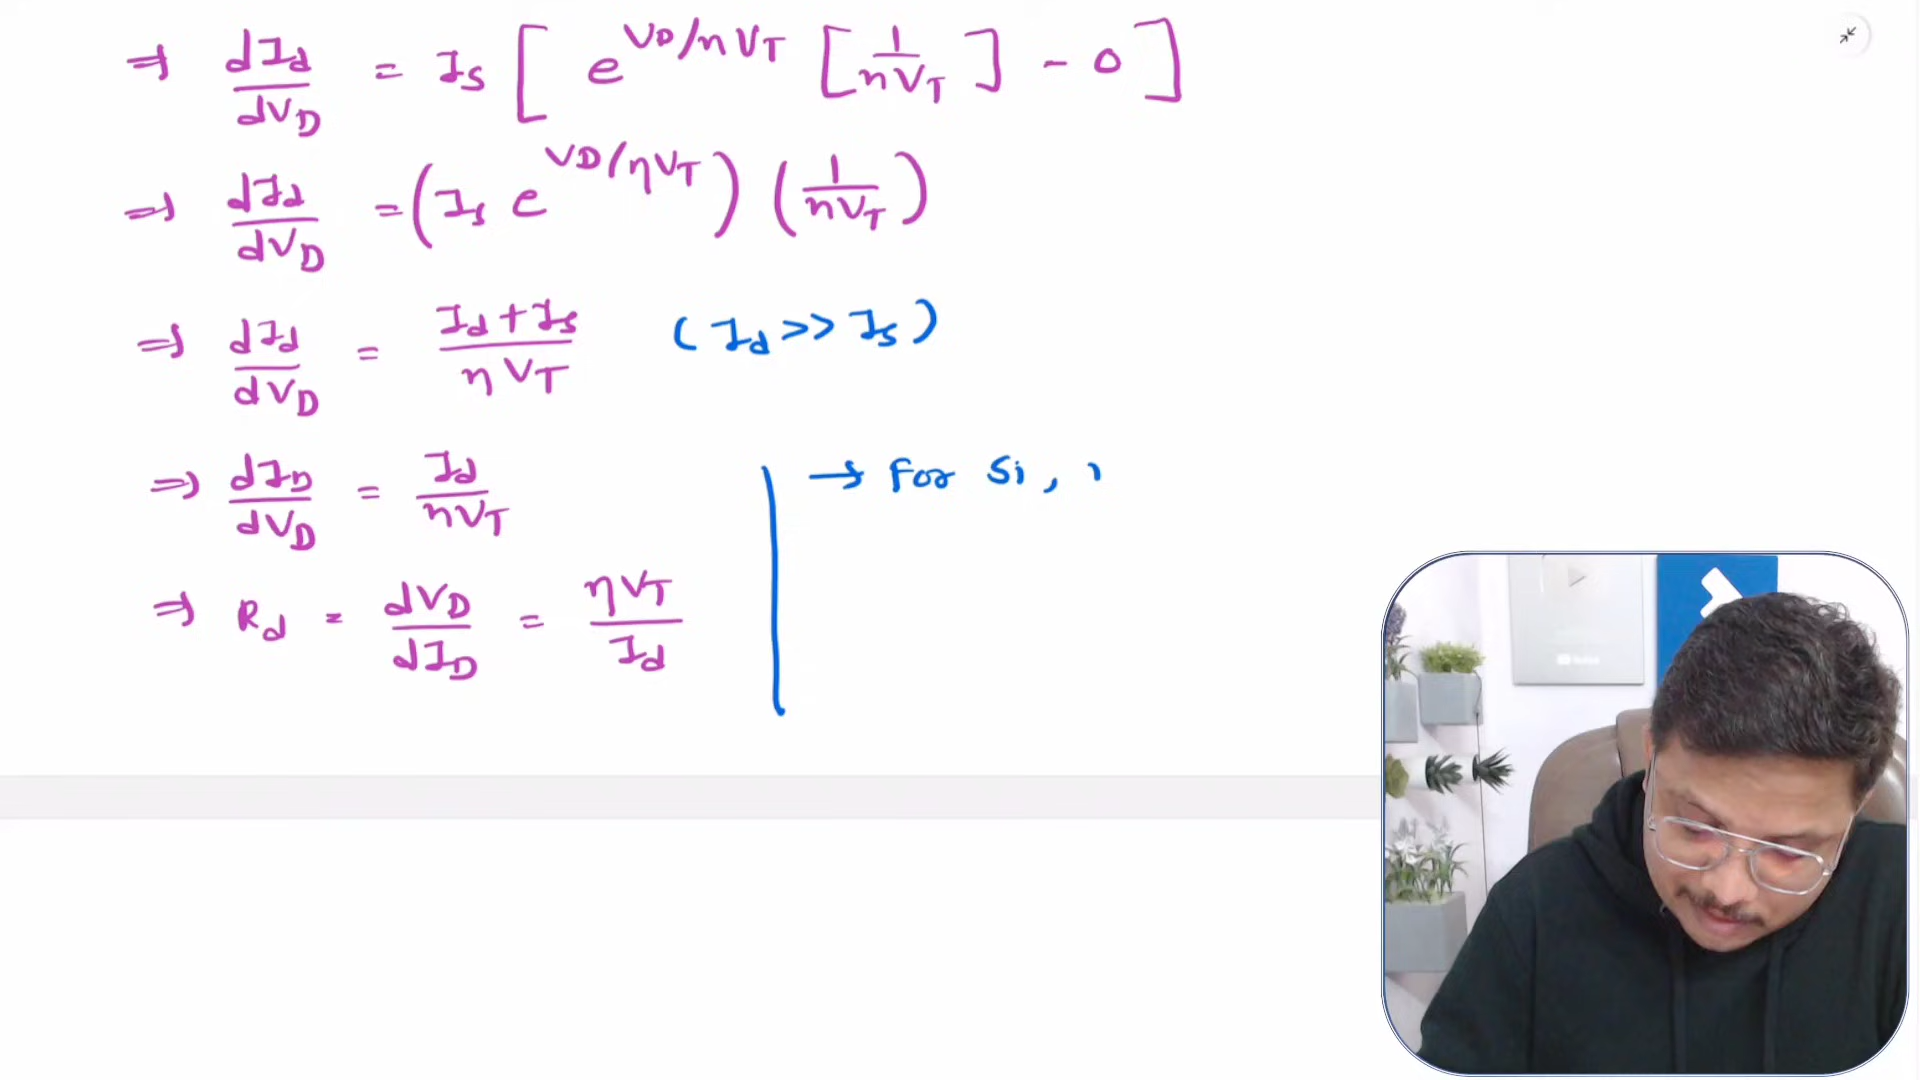 ⇒ dId/dVD = Is [ e^VD/ηVT [1/ηVT] - 0 ]
⇒ dId/dVD = (Is e^VD/ηVT) (1/ηVT)
⇒ dId/dVD = Id+Is/ηVT (Id >> Is)
⇒ dID/dVD = Id/ηVT
⇒ Rd = dVD/dID = ηVT/Id
→ For Si,